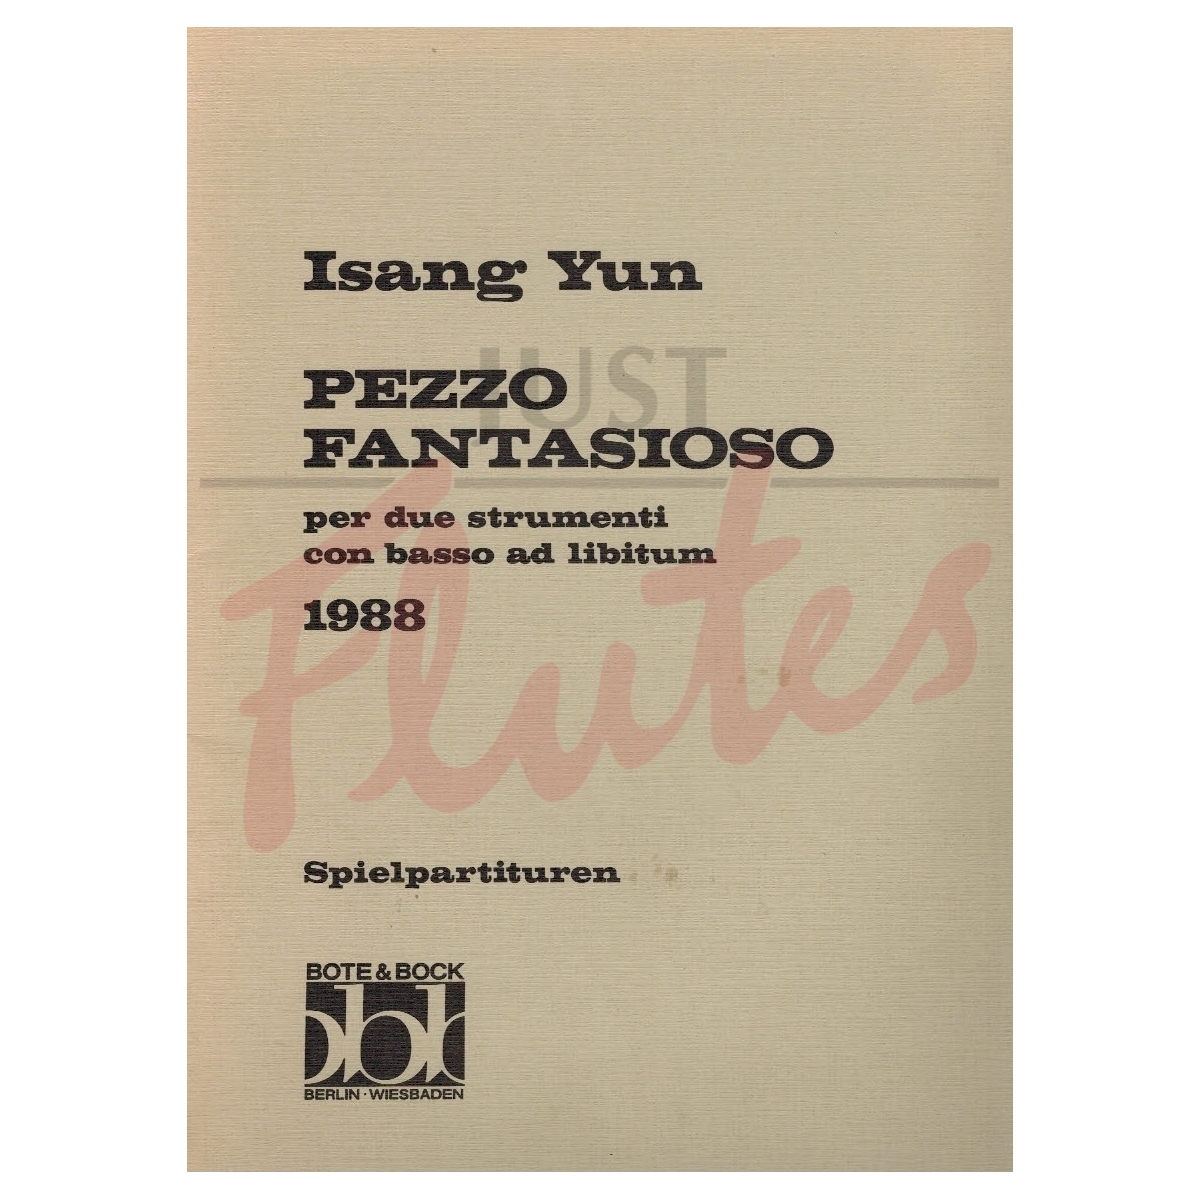 Isang Yun
JUST
PEZZO
FANTASIOSO
Flutes
per due strumenti
con basso ad libitum
1988
Spielpartituren
BOTE & BOCK
bb
BERLIN · WIESBADEN